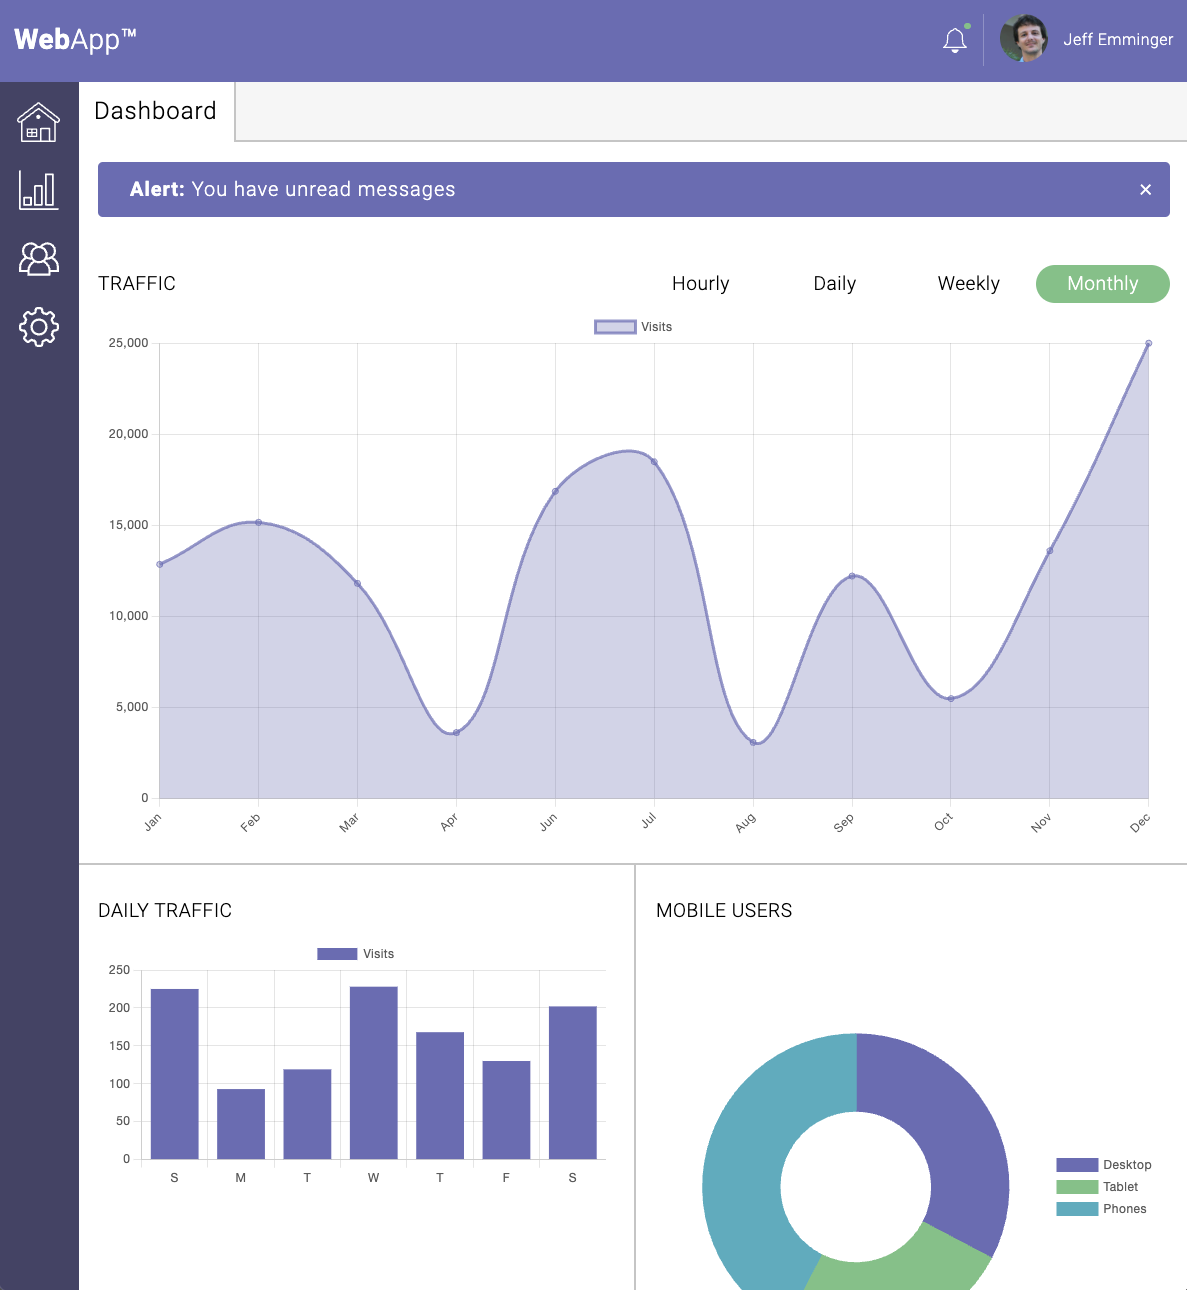 WebApp™
Jeff Emminger
Dashboard
Alert: You have unread messages ×
TRAFFIC
Hourly Daily Weekly Monthly
Visits
25,000
20,000
15,000
10,000
5,000
0
Jan Feb Mar Apr Jun Jul Aug Sep Oct Nov Dec
DAILY TRAFFIC
Visits
250
200
150
100
50
0
S M T W T F S
MOBILE USERS
Desktop
Tablet
Phones